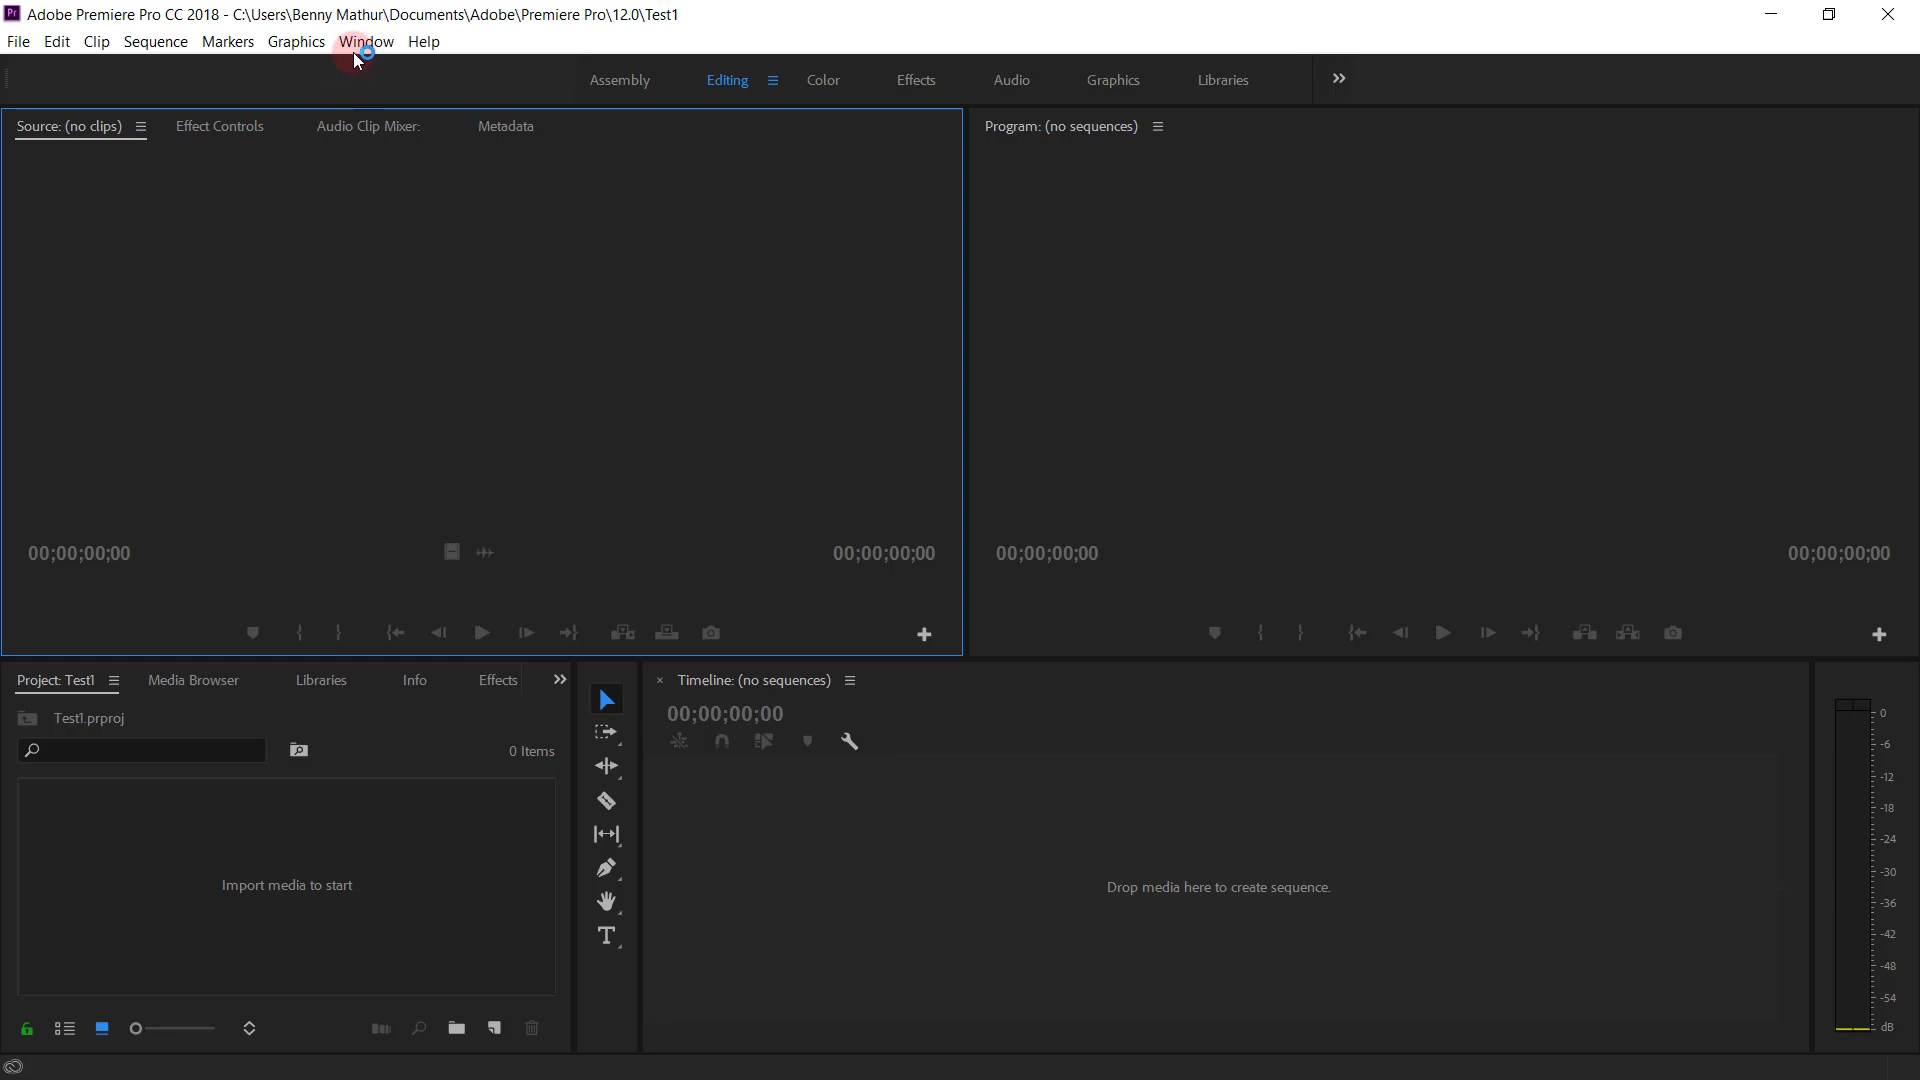 Pr Adobe Premiere Pro CC 2018 - C:\Users\Benny Mathur\Documents\Adobe\Premiere Pro\12.0\Test1
File Edit Clip Sequence Markers Graphics Window Help
Assembly Editing Color Effects Audio Graphics Libraries
Source: (no clips) Effect Controls Audio Clip Mixer: Metadata
Program: (no sequences)
00;00;00;00 00;00;00;00
00;00;00;00 00;00;00;00
Project: Test1 Media Browser Libraries Info Effects
Test1.prproj
0 Items
Import media to start
Timeline: (no sequences)
00;00;00;00
Drop media here to create sequence.
0
-6
-12
-18
-24
-30
-36
-42
-48
-54
dB